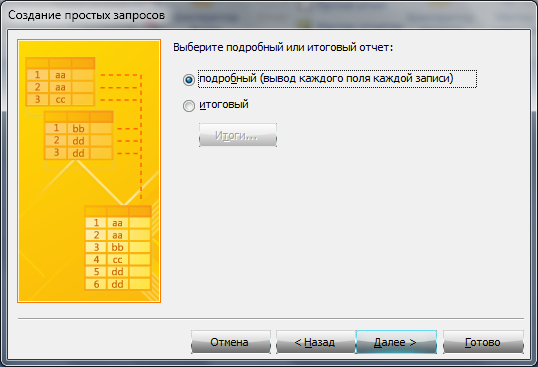 Создание простых запросов
Выберите подробный или итоговый отчет:
подробный (вывод каждого поля каждой записи)
итоговый
Итоги...
1 aa
2 aa
3 cc
1 bb
2 dd
3 dd
1 aa
2 aa
3 bb
4 cc
5 dd
6 dd
Отмена
< Назад
Далее >
Готово